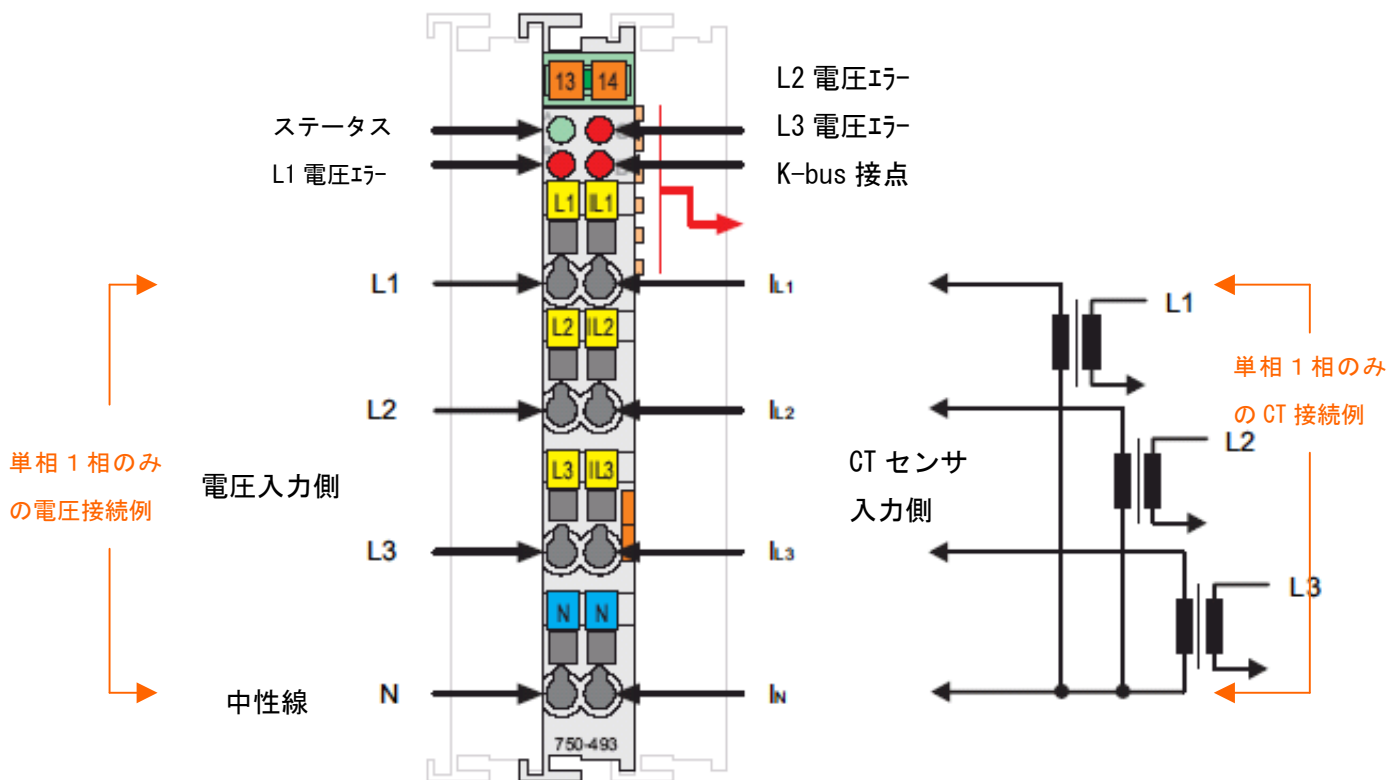 13 14
L2 電圧ｴﾗｰ
ステータス
L3 電圧ｴﾗｰ
L1 電圧ｴﾗｰ
K-bus 接点
L1 IL1
L1
IL1
L1
単相１相のみ
の CT 接続例
L2 IL2
L2
IL2
L2
単相１相のみ
の電圧接続例
電圧入力側
L3 IL3
CT センサ
入力側
L3
IL3
L3
N N
中性線
N
IN
750-493